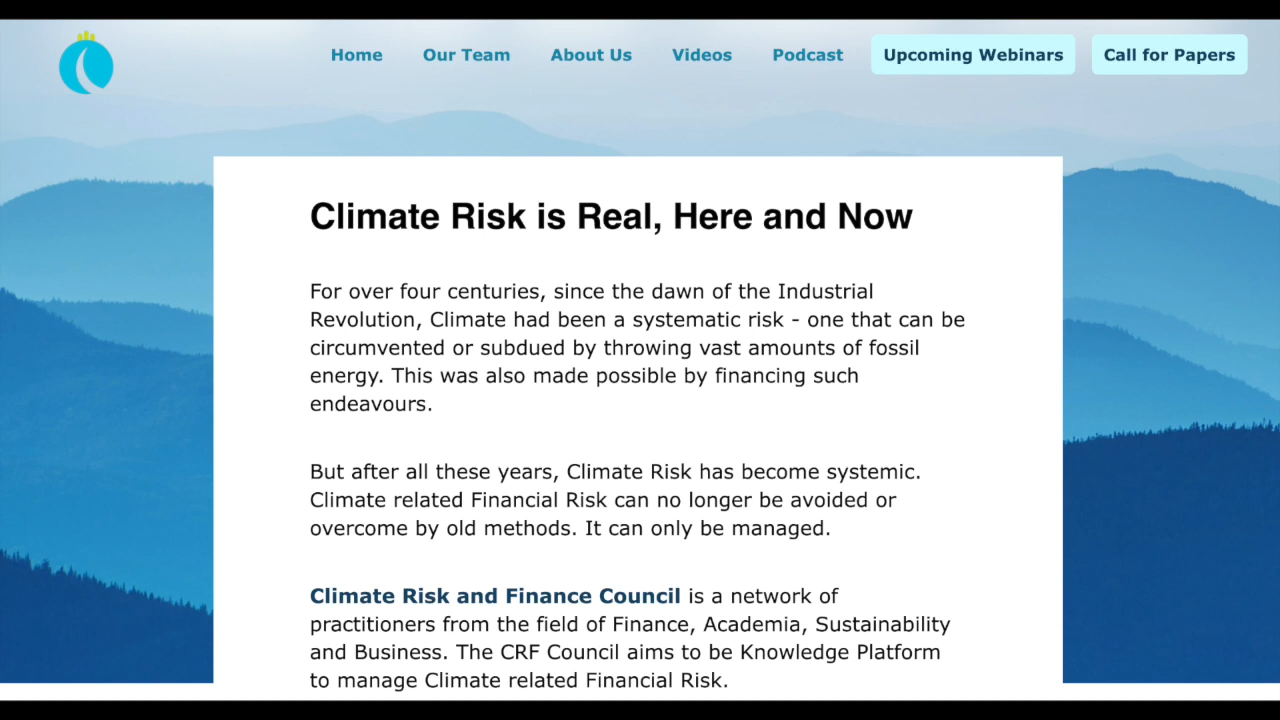 Home Our Team About Us Videos Podcast Upcoming Webinars Call for Papers
Climate Risk is Real, Here and Now
For over four centuries, since the dawn of the Industrial
Revolution, Climate had been a systematic risk - one that can be
circumvented or subdued by throwing vast amounts of fossil
energy. This was also made possible by financing such
endeavours.
But after all these years, Climate Risk has become systemic.
Climate related Financial Risk can no longer be avoided or
overcome by old methods. It can only be managed.
Climate Risk and Finance Council is a network of
practitioners from the field of Finance, Academia, Sustainability
and Business. The CRF Council aims to be Knowledge Platform
to manage Climate related Financial Risk.